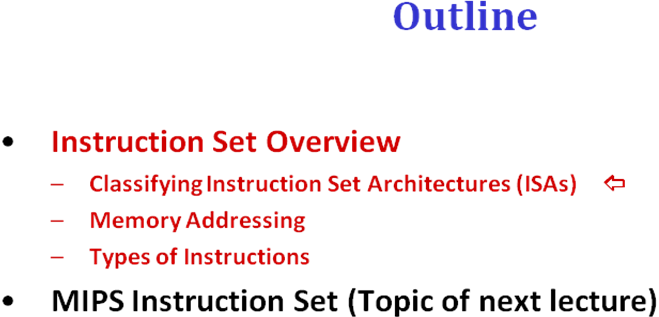 Outline
• Instruction Set Overview
– Classifying Instruction Set Architectures (ISAs) ⇦
– Memory Addressing
– Types of Instructions
• MIPS Instruction Set (Topic of next lecture)